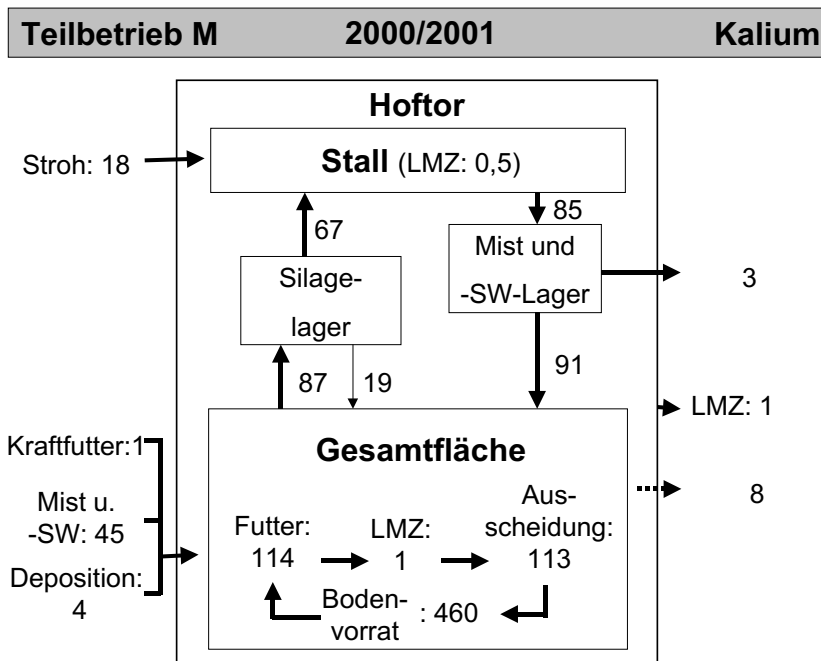 Teilbetrieb M 2000/2001 Kalium
Hoftor
Stroh: 18
Stall (LMZ: 0,5)
67
85
Silage-
lager
Mist und
-SW-Lager
3
87
19
91
LMZ: 1
Kraftfutter:1
Mist u.
-SW: 45
Deposition:
4
8
Gesamtfläche
Futter:
114
LMZ:
1
Aus-
scheidung:
113
Boden-
vorrat
: 460